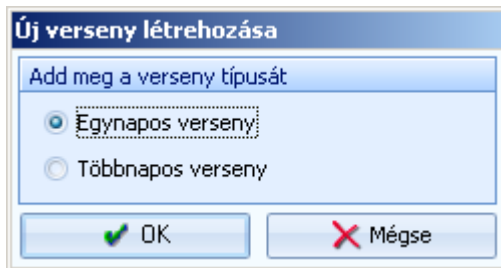 Új verseny létrehozása
Add meg a verseny típusát
Egynapos verseny
Többnapos verseny
OK
Mégse